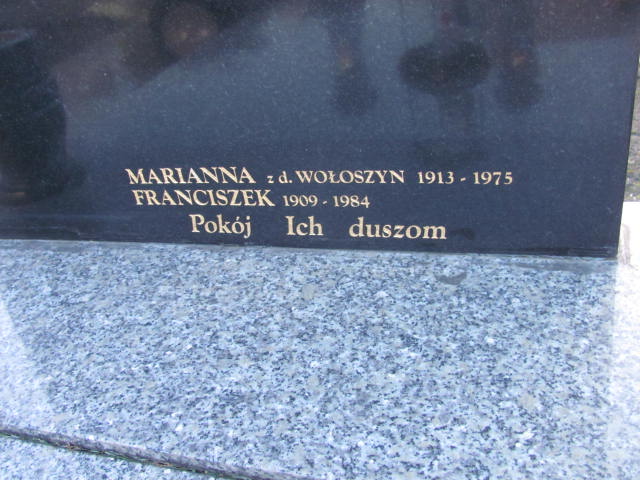 MARIANNA z d. WOŁOSZYN 1913 - 1975
FRANCISZEK 1909 - 1984
Pokój Ich duszom